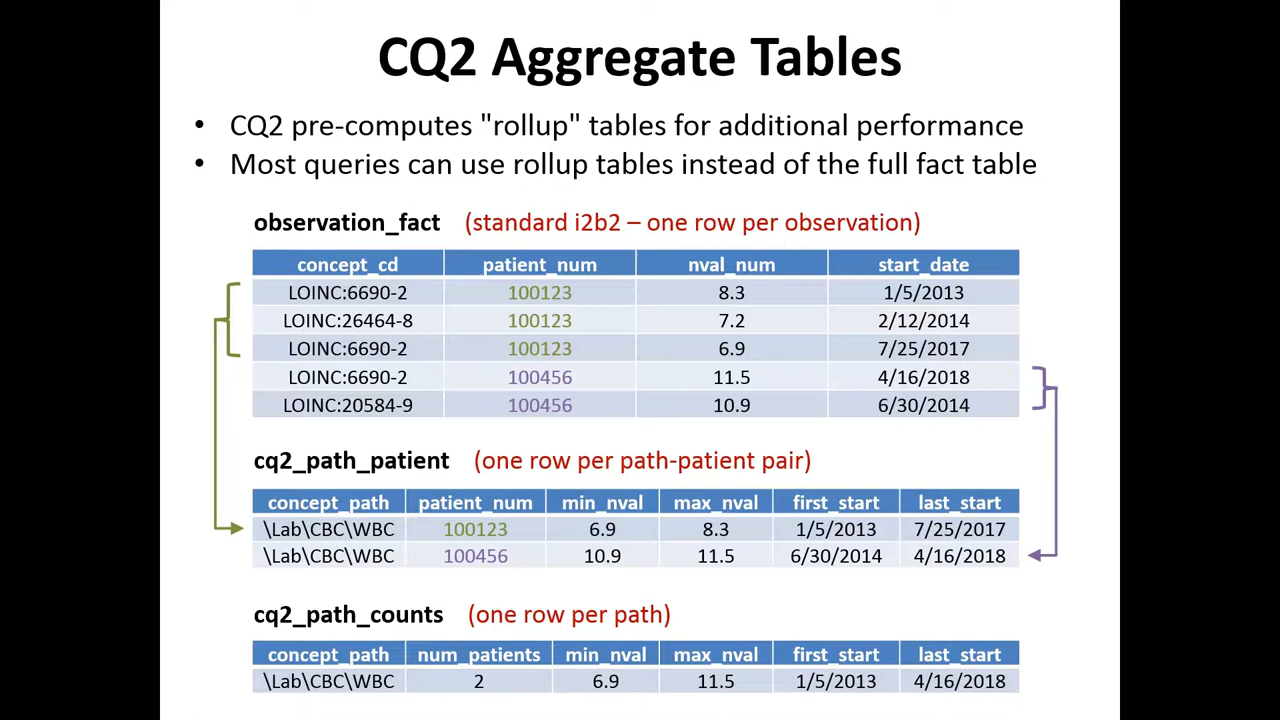 CQ2 Aggregate Tables
• CQ2 pre-computes "rollup" tables for additional performance
• Most queries can use rollup tables instead of the full fact table
observation_fact (standard i2b2 – one row per observation)
concept_cd patient_num nval_num start_date
LOINC:6690-2 100123 8.3 1/5/2013
LOINC:26464-8 100123 7.2 2/12/2014
LOINC:6690-2 100123 6.9 7/25/2017
LOINC:6690-2 100456 11.5 4/16/2018
LOINC:20584-9 100456 10.9 6/30/2014
cq2_path_patient (one row per path-patient pair)
concept_path patient_num min_nval max_nval first_start last_start
\Lab\CBC\WBC 100123 6.9 8.3 1/5/2013 7/25/2017
\Lab\CBC\WBC 100456 10.9 11.5 6/30/2014 4/16/2018
cq2_path_counts (one row per path)
concept_path num_patients min_nval max_nval first_start last_start
\Lab\CBC\WBC 2 6.9 11.5 1/5/2013 4/16/2018